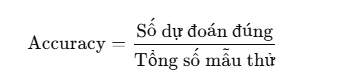 Accuracy = Số dự đoán đúng
Tổng số mẫu thử